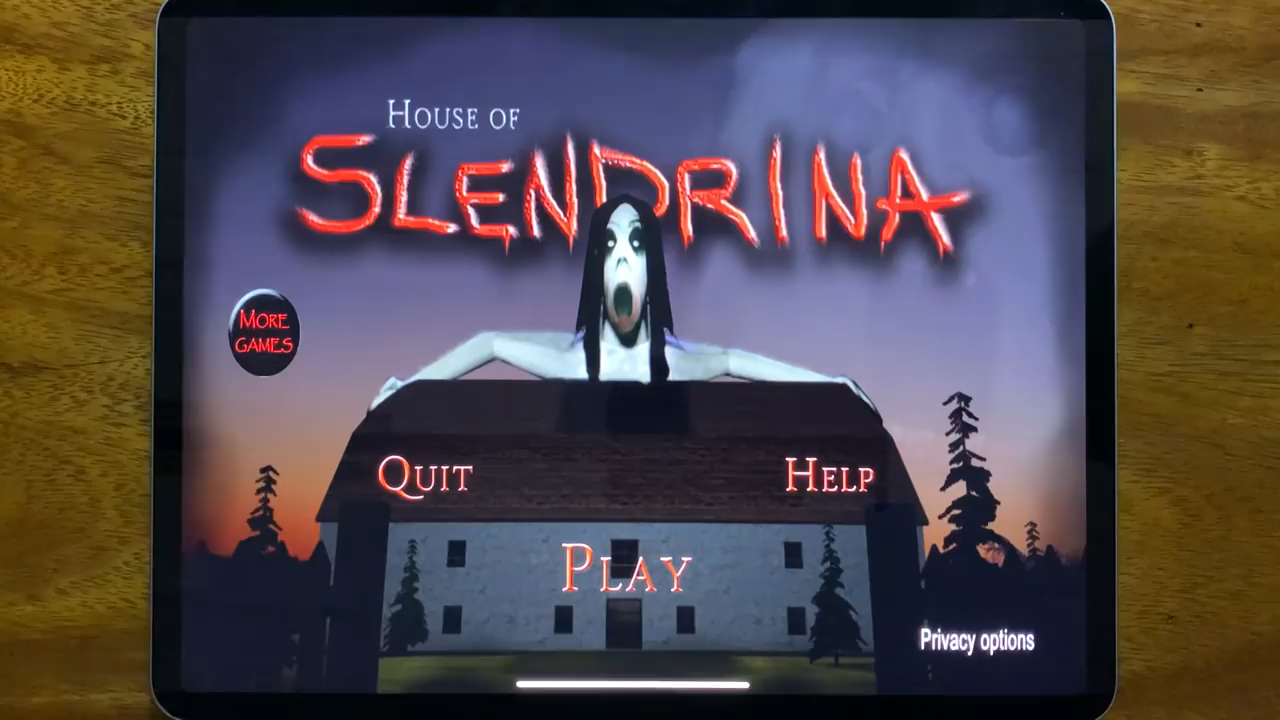 House of
Slendrina
More
games
Quit
Help
Play
Privacy options